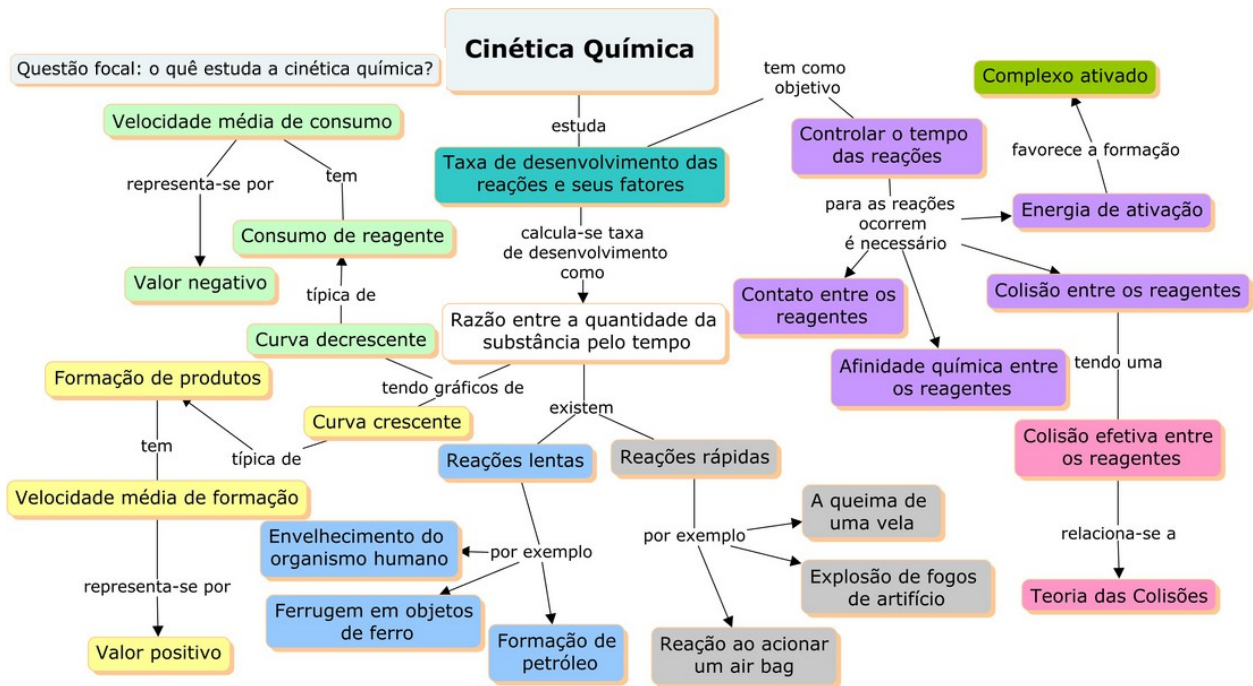 Cinética Química
Questão focal: o quê estuda a cinética química?
tem como
objetivo
Complexo ativado
Velocidade média de consumo
estuda
Controlar o tempo
das reações
favorece a formação
representa-se por
tem
Taxa de desenvolvimento das
reações e seus fatores
para as reações
ocorrem
é necessário
Energia de ativação
Consumo de reagente
calcula-se taxa
de desenvolvimento
como
Valor negativo
típica de
Contato entre os
reagentes
Colisão entre os reagentes
Razão entre a quantidade da
substância pelo tempo
Curva decrescente
Afinidade química entre
os reagentes
tendo uma
Formação de produtos
tendo gráficos de
existem
Curva crescente
tem
típica de
Reações lentas
Reações rápidas
Colisão efetiva entre
os reagentes
Velocidade média de formação
A queima de
uma vela
Envelhecimento do
organismo humano
por exemplo
por exemplo
relaciona-se a
representa-se por
Explosão de fogos
de artifício
Ferrugem em objetos
de ferro
Teoria das Colisões
Valor positivo
Formação de
petróleo
Reação ao acionar
um air bag